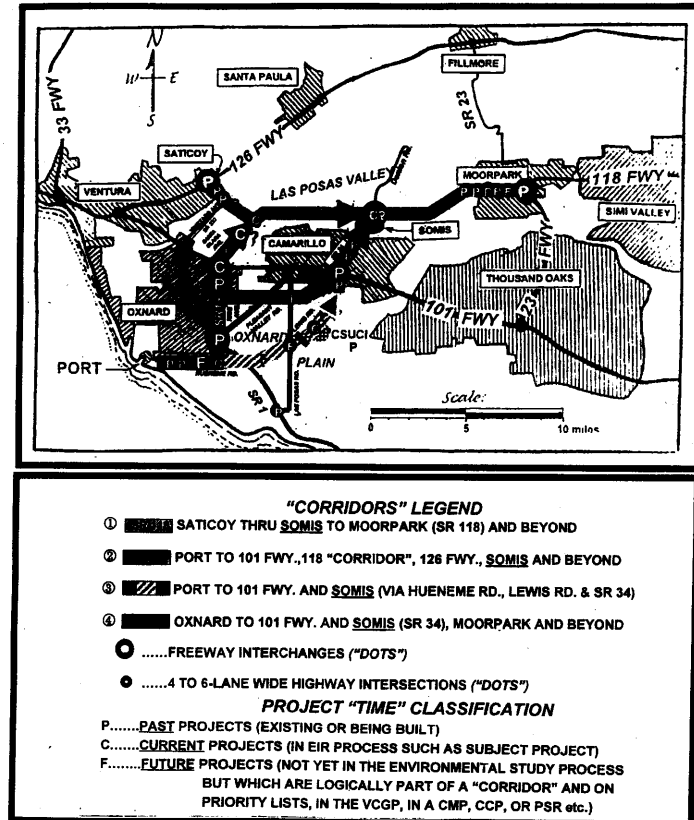 N
W
E
S
33 FWY
SANTA PAULA
FILLMORE
SR 23
SATICOY
126 FWY
VENTURA
P
LAS POSAS VALLEY
MOORPARK
P P P P P
118 FWY
SIMI VALLEY
C
C?
SOMIS
CAMARILLO
THOUSAND OAKS
C
P
P
23 FWY
101 FWY
OXNARD
P
OXNARD
CSUCI
P
PLAIN
PORT
F
HUENEME RD.
SR 1
LAS POSAS RD.
Scale:
0 5 10 miles
"CORRIDORS" LEGEND
① SATICOY THRU SOMIS TO MOORPARK (SR 118) AND BEYOND
② PORT TO 101 FWY.,118 "CORRIDOR", 126 FWY., SOMIS AND BEYOND
③ PORT TO 101 FWY. AND SOMIS (VIA HUENEME RD., LEWIS RD. & SR 34)
④ OXNARD TO 101 FWY. AND SOMIS (SR 34), MOORPARK AND BEYOND
......FREEWAY INTERCHANGES ("DOTS")
......4 TO 6-LANE WIDE HIGHWAY INTERSECTIONS ("DOTS")
PROJECT "TIME" CLASSIFICATION
P.......PAST PROJECTS (EXISTING OR BEING BUILT)
C.......CURRENT PROJECTS (IN EIR PROCESS SUCH AS SUBJECT PROJECT)
F........FUTURE PROJECTS (NOT YET IN THE ENVIRONMENTAL STUDY PROCESS
BUT WHICH ARE LOGICALLY PART OF A "CORRIDOR" AND ON
PRIORITY LISTS, IN THE VCGP, IN A CMP, CCP, OR PSR etc.)